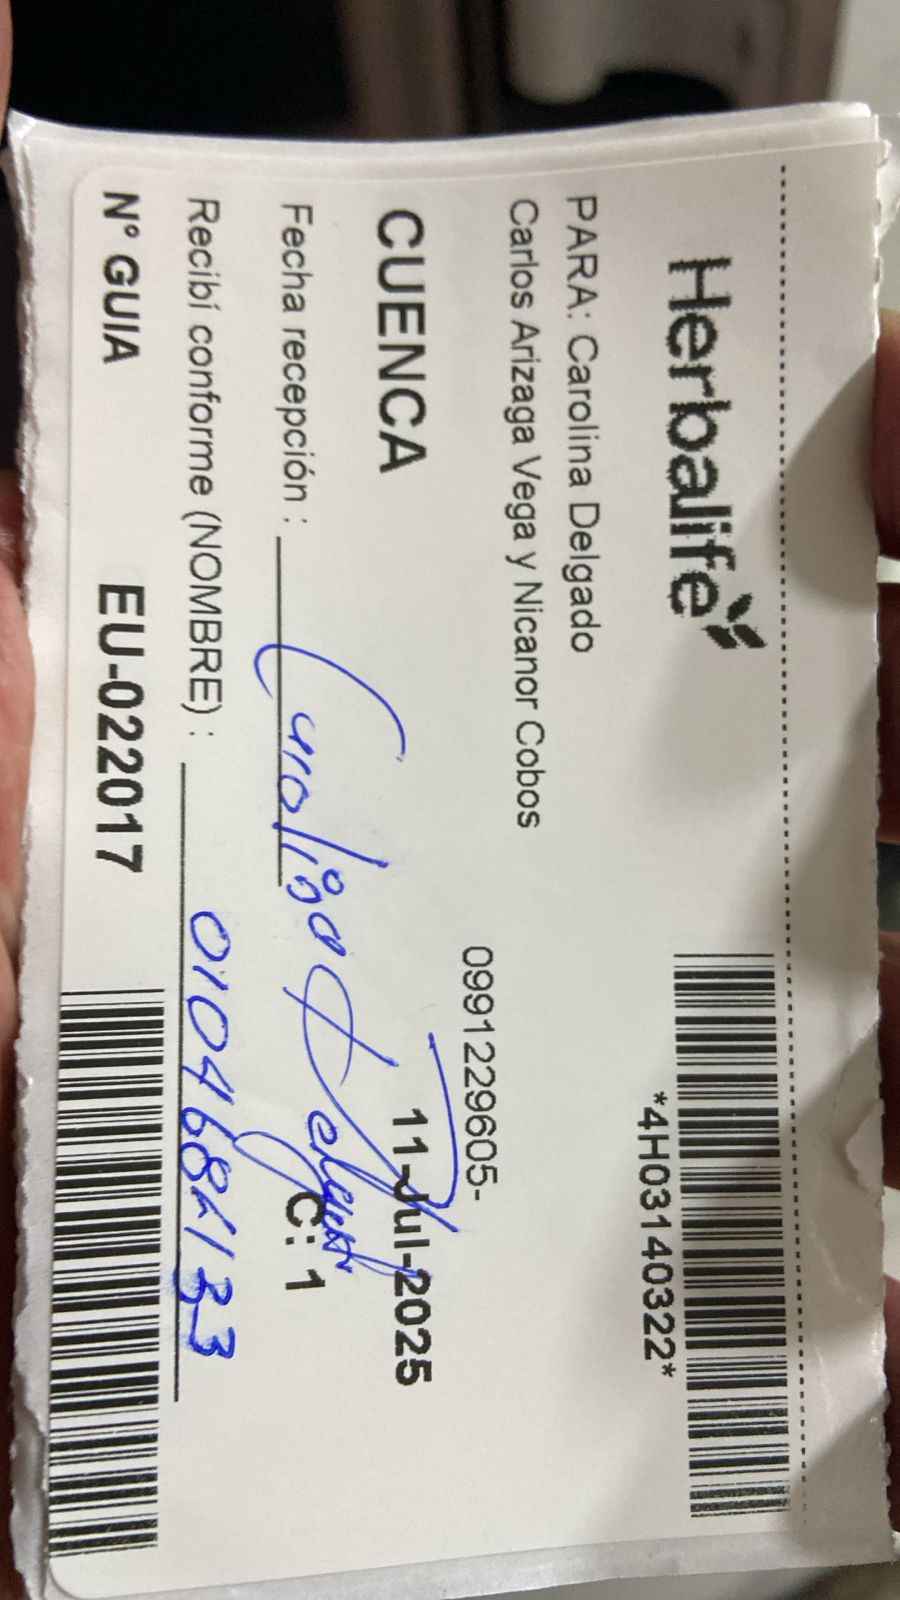 Herbalife
*4H03140322*
PARA: Carolina Delgado
Carlos Arizaga Vega y Nicanor Cobos
0991229605-
CUENCA
11-Jul-2025
Fecha recepción :
Carolina Delgado
C: 1
Recibí conforme (NOMBRE) :
Nº GUIA
EU-022017